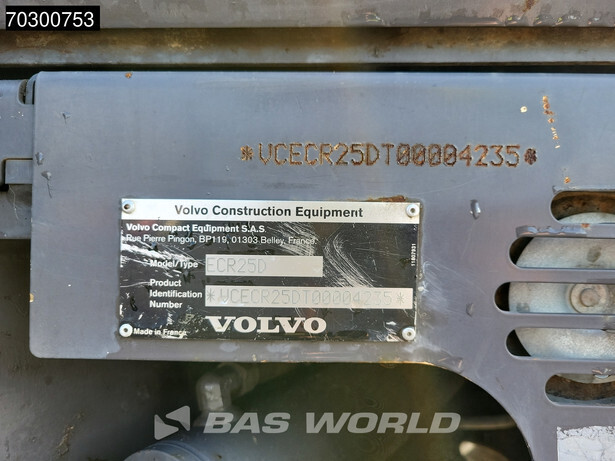 70300753
*VCECR25DT00004235*
Volvo Construction Equipment
Volvo Compact Equipment S.A.S
Rue Pierre Pingon, BP119, 01303 Belley, France.
Model/Type
ECR25D
Product
Identification
Number
*VCECR25DT00004235*
VOLVO
Made in France
BAS WORLD